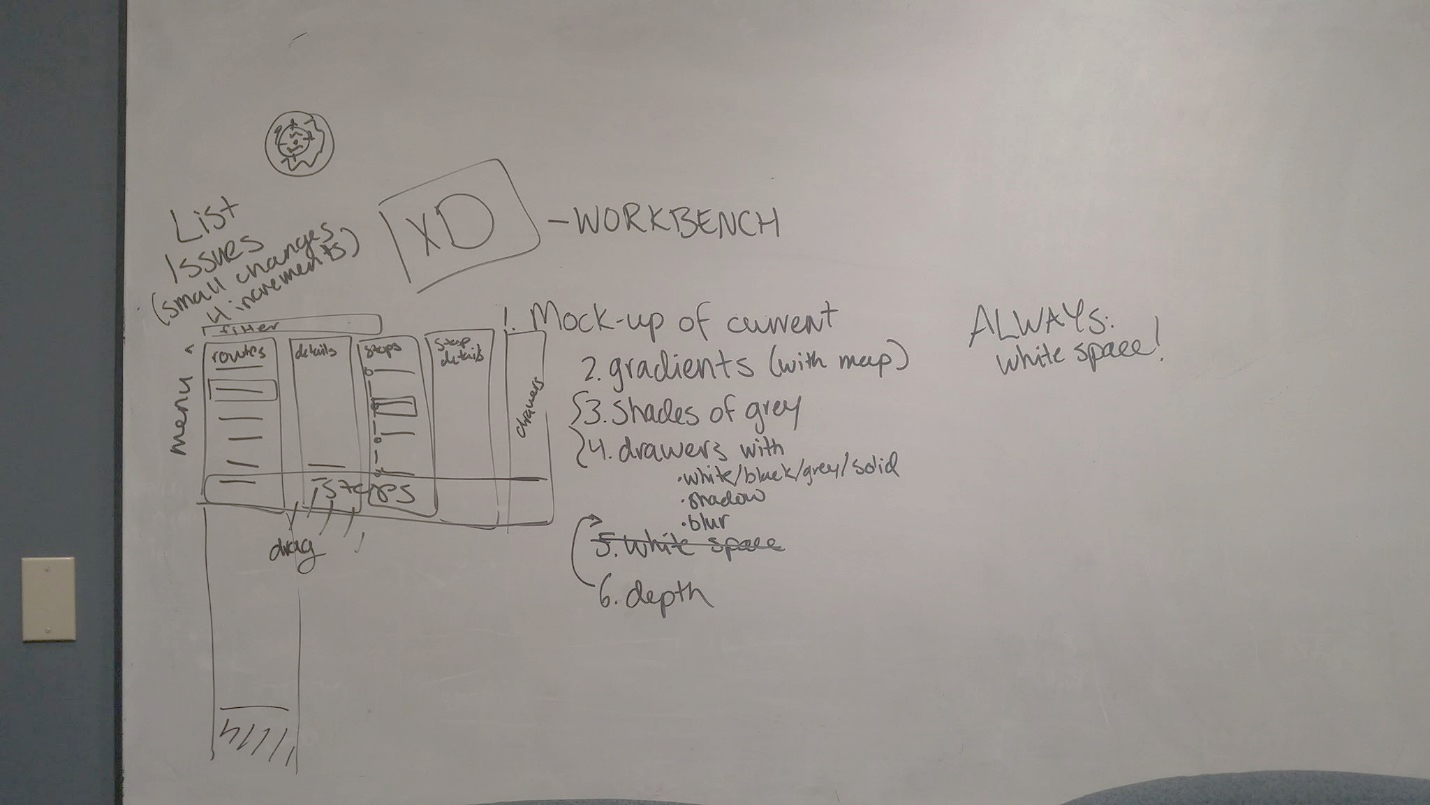 List
Issues
(small changes
4 increments)
XD
-WORKBENCH
filter
menu
routes
details
stops
stop
details
drawers
drag
1. Mock-up of current
2. gradients (with map)
3. shades of grey
4. drawers with
•white/black/grey/solid
•shadow
•blur
5. white space
6. depth
ALWAYS:
white space!